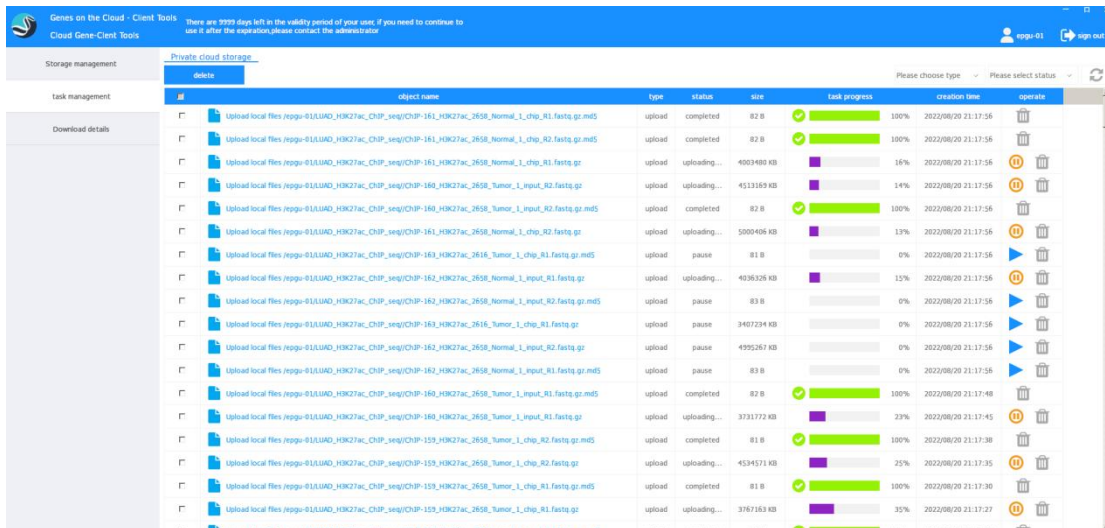 Genes on the Cloud - Client Tools
Cloud Gene-Clent Tools
There are 9999 days left in the validity period of your user, if you need to continue to
use it after the expiration,please contact the administrator
epgu-01 sign out
Storage management
task management
Download details
Private cloud storage
delete Please choose type Please select status
object name type status size task progress creation time operate
Upload local files /epgu-01/LUAD_H3K27ac_ChIP_seq//ChIP-161_H3K27ac_2658_Normal_1_chip_R1.fastq.gz.md5 upload completed 82 B 100% 2022/08/20 21:17:56
Upload local files /epgu-01/LUAD_H3K27ac_ChIP_seq//ChIP-161_H3K27ac_2658_Normal_1_chip_R2.fastq.gz.md5 upload completed 82 B 100% 2022/08/20 21:17:56
Upload local files /epgu-01/LUAD_H3K27ac_ChIP_seq//ChIP-161_H3K27ac_2658_Normal_1_chip_R1.fastq.gz upload uploading... 4003480 KB 16% 2022/08/20 21:17:56
Upload local files /epgu-01/LUAD_H3K27ac_ChIP_seq//ChIP-160_H3K27ac_2658_Tumor_1_input_R2.fastq.gz upload uploading... 4513169 KB 14% 2022/08/20 21:17:56
Upload local files /epgu-01/LUAD_H3K27ac_ChIP_seq//ChIP-160_H3K27ac_2658_Tumor_1_input_R2.fastq.gz.md5 upload completed 82 B 100% 2022/08/20 21:17:56
Upload local files /epgu-01/LUAD_H3K27ac_ChIP_seq//ChIP-161_H3K27ac_2658_Normal_1_chip_R2.fastq.gz upload uploading... 5000406 KB 13% 2022/08/20 21:17:56
Upload local files /epgu-01/LUAD_H3K27ac_ChIP_seq//ChIP-163_H3K27ac_2616_Tumor_1_chip_R1.fastq.gz.md5 upload pause 81 B 0% 2022/08/20 21:17:56
Upload local files /epgu-01/LUAD_H3K27ac_ChIP_seq//ChIP-162_H3K27ac_2658_Normal_1_input_R1.fastq.gz upload uploading... 4036326 KB 15% 2022/08/20 21:17:56
Upload local files /epgu-01/LUAD_H3K27ac_ChIP_seq//ChIP-162_H3K27ac_2658_Normal_1_input_R2.fastq.gz.md5 upload pause 83 B 0% 2022/08/20 21:17:56
Upload local files /epgu-01/LUAD_H3K27ac_ChIP_seq//ChIP-163_H3K27ac_2616_Tumor_1_chip_R1.fastq.gz upload pause 3407234 KB 0% 2022/08/20 21:17:56
Upload local files /epgu-01/LUAD_H3K27ac_ChIP_seq//ChIP-162_H3K27ac_2658_Normal_1_input_R2.fastq.gz upload pause 4995267 KB 0% 2022/08/20 21:17:56
Upload local files /epgu-01/LUAD_H3K27ac_ChIP_seq//ChIP-162_H3K27ac_2658_Normal_1_input_R1.fastq.gz.md5 upload pause 83 B 0% 2022/08/20 21:17:56
Upload local files /epgu-01/LUAD_H3K27ac_ChIP_seq//ChIP-160_H3K27ac_2658_Tumor_1_input_R1.fastq.gz.md5 upload completed 82 B 100% 2022/08/20 21:17:48
Upload local files /epgu-01/LUAD_H3K27ac_ChIP_seq//ChIP-160_H3K27ac_2658_Tumor_1_input_R1.fastq.gz upload uploading... 3731772 KB 23% 2022/08/20 21:17:45
Upload local files /epgu-01/LUAD_H3K27ac_ChIP_seq//ChIP-159_H3K27ac_2658_Tumor_1_chip_R2.fastq.gz.md5 upload completed 81 B 100% 2022/08/20 21:17:38
Upload local files /epgu-01/LUAD_H3K27ac_ChIP_seq//ChIP-159_H3K27ac_2658_Tumor_1_chip_R2.fastq.gz upload uploading... 4534571 KB 25% 2022/08/20 21:17:35
Upload local files /epgu-01/LUAD_H3K27ac_ChIP_seq//ChIP-159_H3K27ac_2658_Tumor_1_chip_R1.fastq.gz.md5 upload completed 81 B 100% 2022/08/20 21:17:30
Upload local files /epgu-01/LUAD_H3K27ac_ChIP_seq//ChIP-159_H3K27ac_2658_Tumor_1_chip_R1.fastq.gz upload uploading... 3767163 KB 35% 2022/08/20 21:17:27